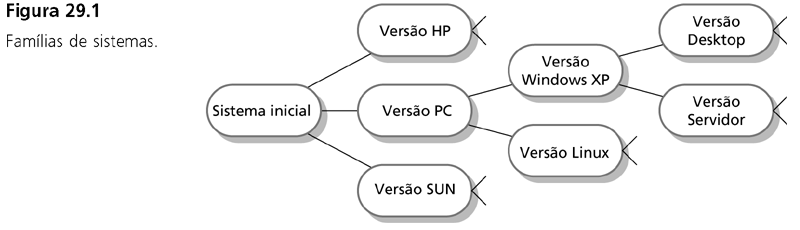 Figura 29.1
Famílias de sistemas.
Sistema inicial
Versão HP
Versão PC
Versão SUN
Versão
Windows XP
Versão Linux
Versão
Desktop
Versão
Servidor